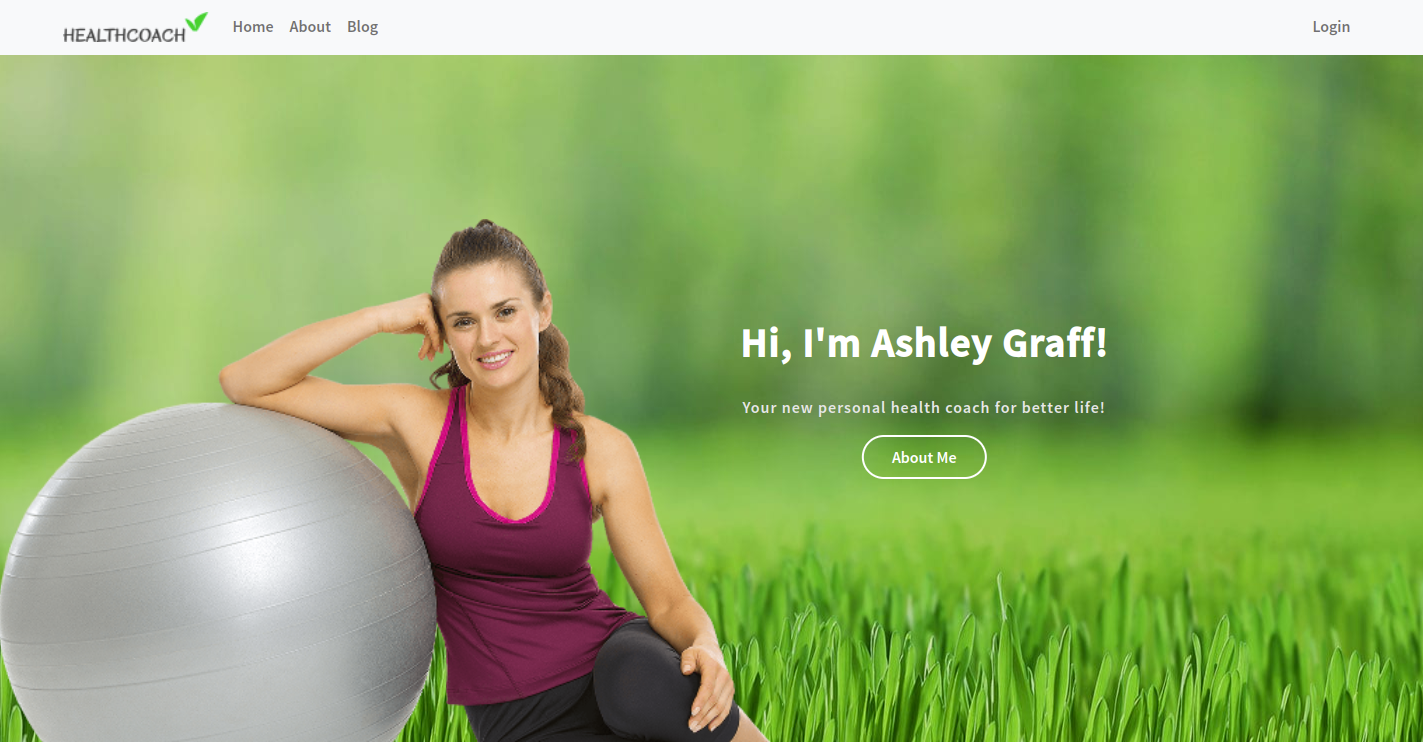 HEALTHCOACH
Home About Blog
Login
Hi, I'm Ashley Graff!
Your new personal health coach for better life!
About Me